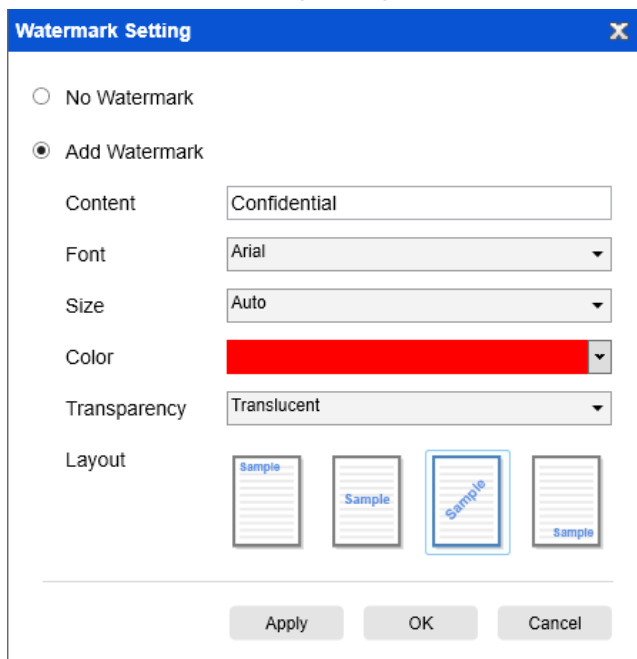 Watermark Setting
No Watermark
Add Watermark
Content Confidential
Font Arial
Size Auto
Color
Transparency Translucent
Layout
Sample
Sample
Sample
Sample
Apply OK Cancel